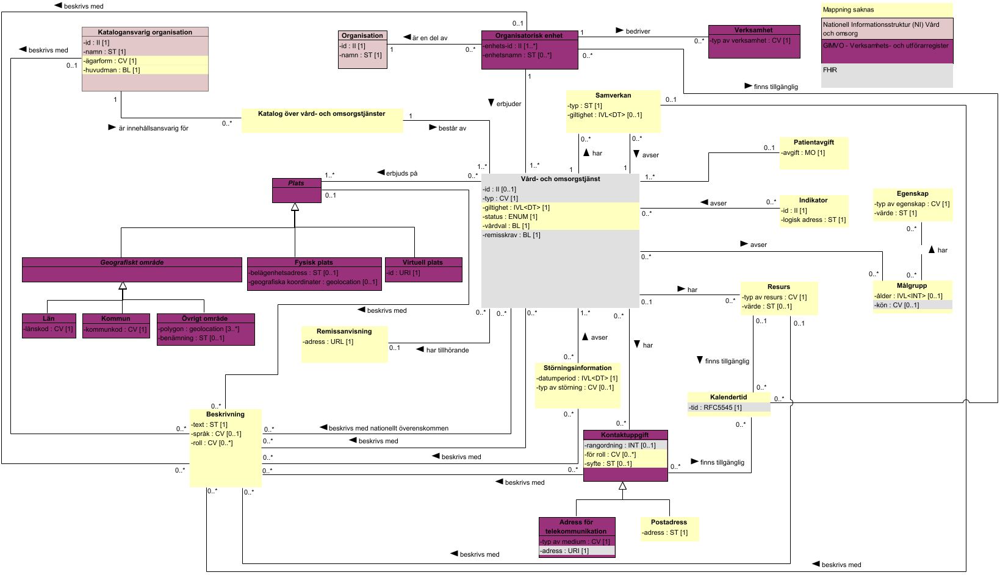 beskrivs med
0..1
Katalogansvarig organisation
-id : II [1]
-namn : ST [1]
-ägarform : CV [1]
-huvudman : BL [1]
beskrivs med
0..1
1
är innehållsansvarig för
0..*
Katalog över vård- och omsorgstjänster
1
består av
1..*
Organisation
-id : II [1]
-namn : ST [1]
är en del av
1
0..*
Organisatorisk enhet
-enhets-id : II [1..*]
-enhetsnamn : ST [0..*]
1
bedriver
0..*
0..*
Verksamhet
-typ av verksamhet : CV [1]
Mappning saknas
Nationell Informationsstruktur (NI) Vård
och omsorg
GIMVO - Verksamhets- och utförarregister
FHIR
finns tillgänglig
1
erbjuder
1..*
Samverkan
-typ : ST [1]
-giltighet : IVL<DT> [0..1]
0..1
0..*
har
1
0..*
avser
1
Patientavgift
-avgift : MO [1]
0..1
1..*
erbjuds på
1..*
0..*
Plats
0..1
Vård- och omsorgstjänst
-id : II [0..1]
-typ : CV [1]
-giltighet : IVL<DT> [1]
-status : ENUM [1]
-vårdval : BL [1]
-remisskrav : BL [1]
avser
0..*
0..*
Indikator
-id : II [1]
-logisk adress : ST [1]
Egenskap
-typ av egenskap : CV [1]
-värde : ST [1]
0..*
har
0..*
avser
0..*
0..*
Målgrupp
-ålder : IVL<INT> [0..1]
-kön : CV [0..1]
Geografiskt område
Fysisk plats
-belägenhetsadress : ST [0..1]
-geografiska koordinater : geolocation [0..1]
Virtuell plats
-id : URI [1]
Län
-länskod : CV [1]
Kommun
-kommunkod : CV [1]
Övrigt område
-polygon : geolocation [3..*]
-benämning : ST [0..1]
har
0..1
0..*
Resurs
-typ av resurs : CV [1]
-värde : ST [0..1]
0..1
0..1
beskrivs med
0..*
0..*
0..*
1..*
0..*
Remissanvisning
-adress : URL [1]
0..1
har tillhörande
avser
0..*
har
Störningsinformation
-datumperiod : IVL<DT> [1]
-typ av störning : CV [0..1]
0..*
0..*
finns tillgänglig
0..*
Kalendertid
-tid : RFC5545 [1]
0..*
0..*
0..*
Beskrivning
-text : ST [1]
-språk : CV [0..1]
-roll : CV [0..*]
0..*
0..*
beskrivs med nationellt överenskommen
0..*
beskrivs med
0..*
beskrivs med
0..*
0..*
0..*
beskrivs med
0..*
0..*
Kontaktuppgift
-rangordning : INT [0..1]
-för roll : CV [0..*]
-syfte : ST [0..1]
0..*
finns tillgänglig
Adress för
telekommunikation
-typ av medium : CV [1]
-adress : URI [1]
Postadress
-adress : ST [1]
beskrivs med
beskrivs med